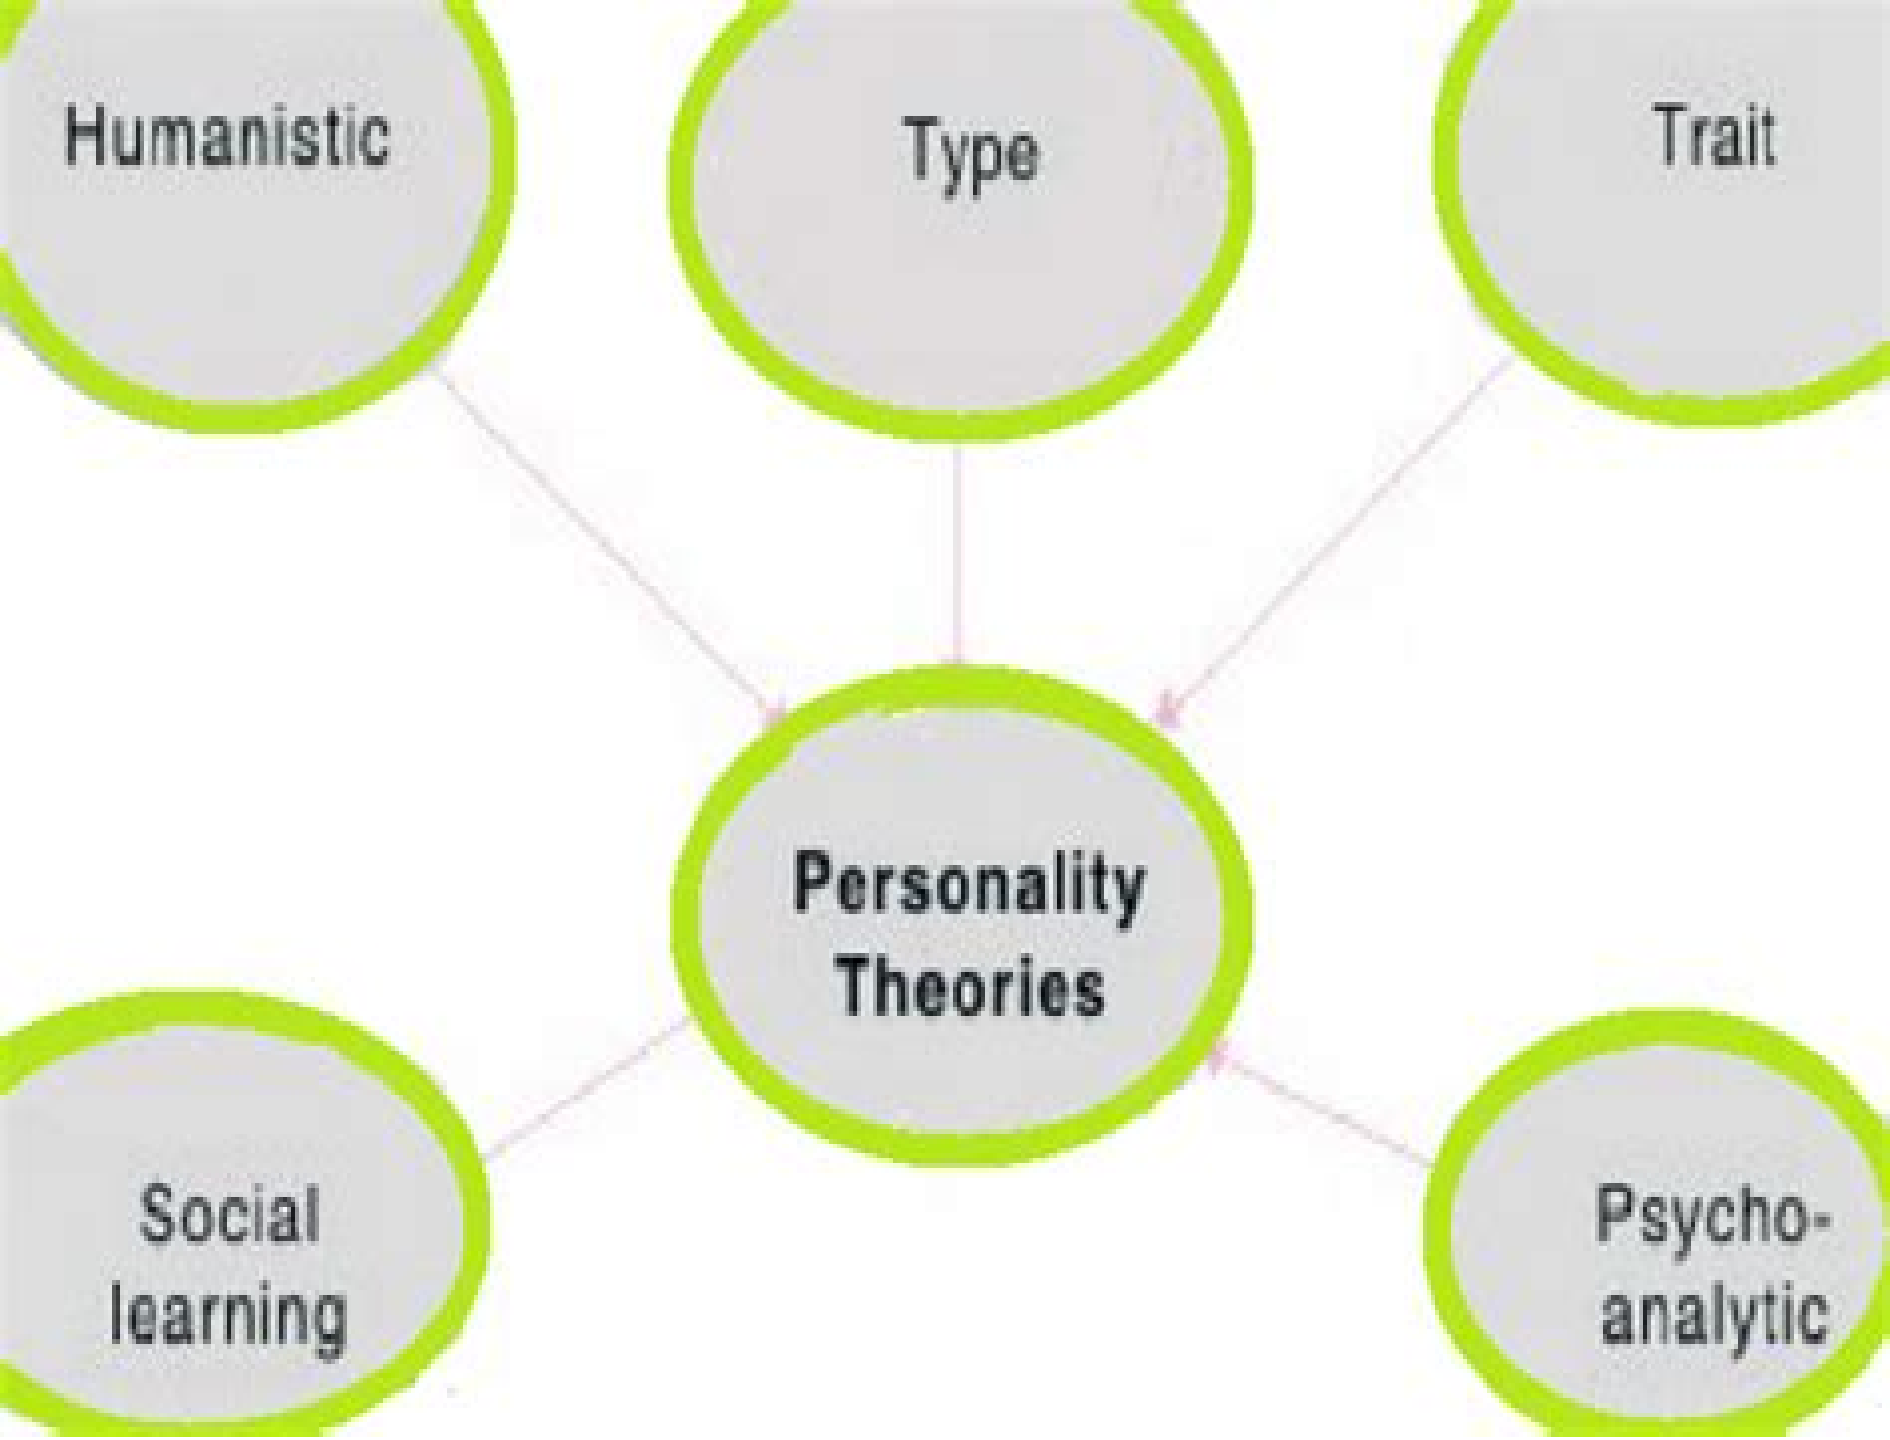 Humanistic
Type
Trait
Personality
Theories
Social
learning
Psycho-
analytic